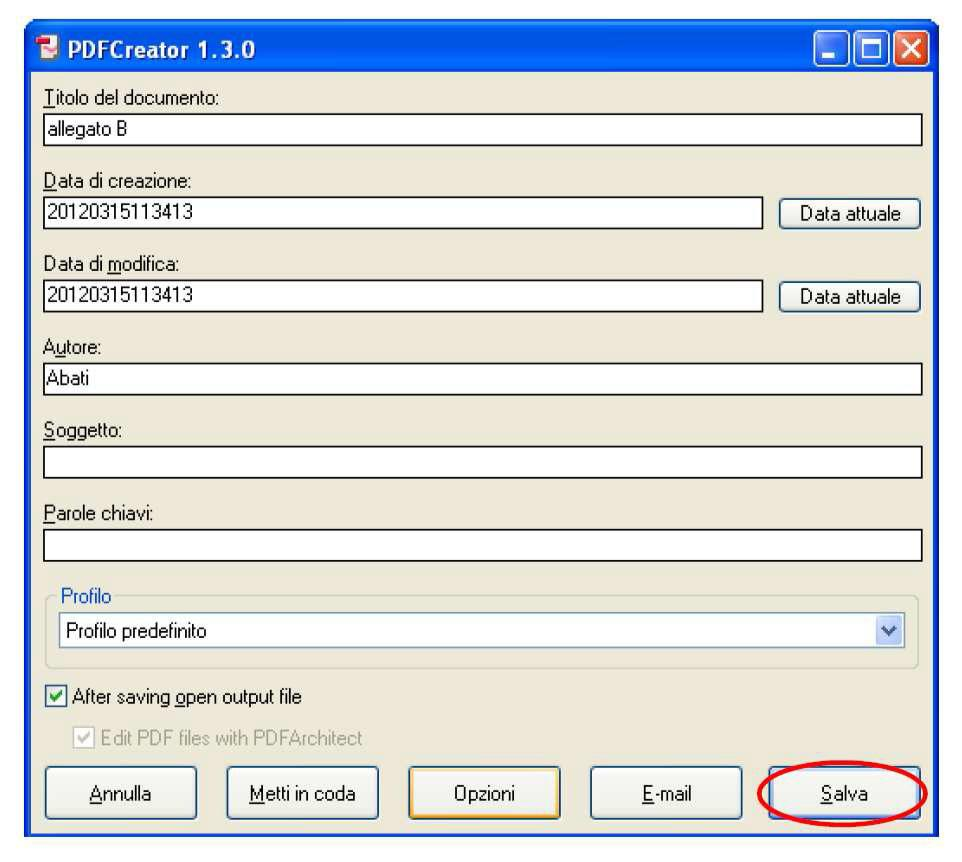 PDFCreator 1.3.0
Titolo del documento:
allegato B
Data di creazione:
20120315113413
Data attuale
Data di modifica:
20120315113413
Data attuale
Autore:
Abati
Soggetto:
Parole chiavi:
Profilo
Profilo predefinito
After saving open output file
Edit PDF files with PDFArchitect
Annulla Metti in coda Opzioni E-mail Salva